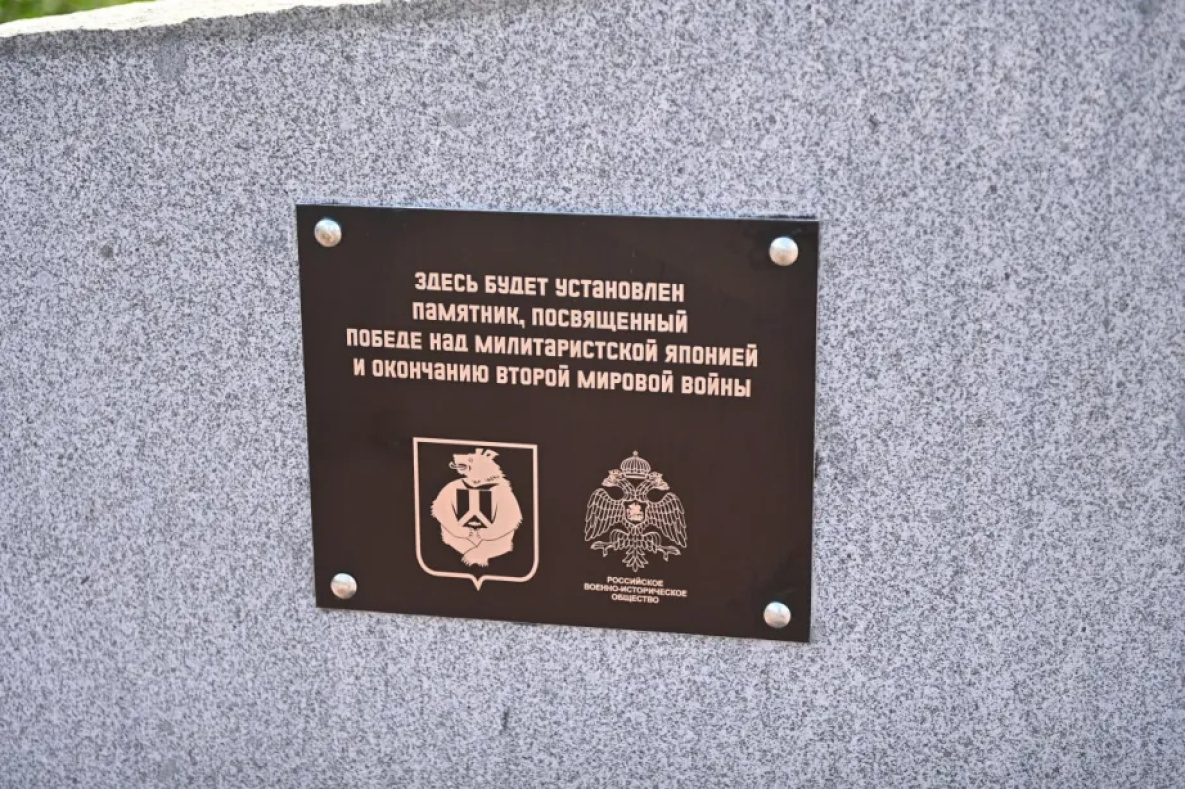 ЗДЕСЬ БУДЕТ УСТАНОВЛЕН
ПАМЯТНИК, ПОСВЯЩЕННЫЙ
ПОБЕДЕ НАД МИЛИТАРИСТСКОЙ ЯПОНИЕЙ
И ОКОНЧАНИЮ ВТОРОЙ МИРОВОЙ ВОЙНЫ
РОССИЙСКОЕ
ВОЕННО-ИСТОРИЧЕСКОЕ
ОБЩЕСТВО